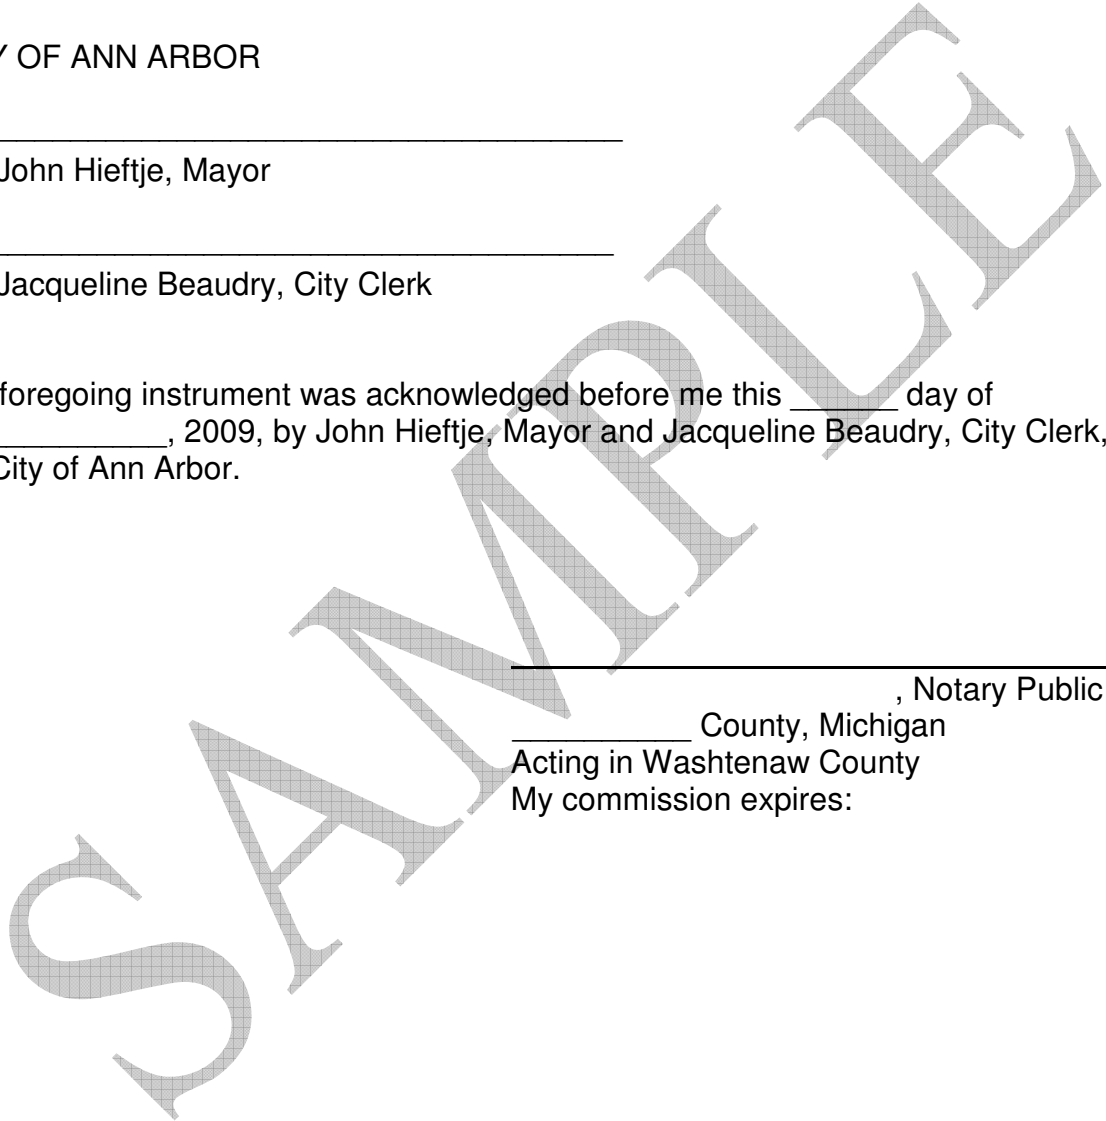 Y OF ANN ARBOR
___________________________________
John Hieftje, Mayor
___________________________________
Jacqueline Beaudry, City Clerk
foregoing instrument was acknowledged before me this ______ day of
__________, 2009, by John Hieftje, Mayor and Jacqueline Beaudry, City Clerk,
City of Ann Arbor.
, Notary Public
__________ County, Michigan
Acting in Washtenaw County
My commission expires:
SAMPLE